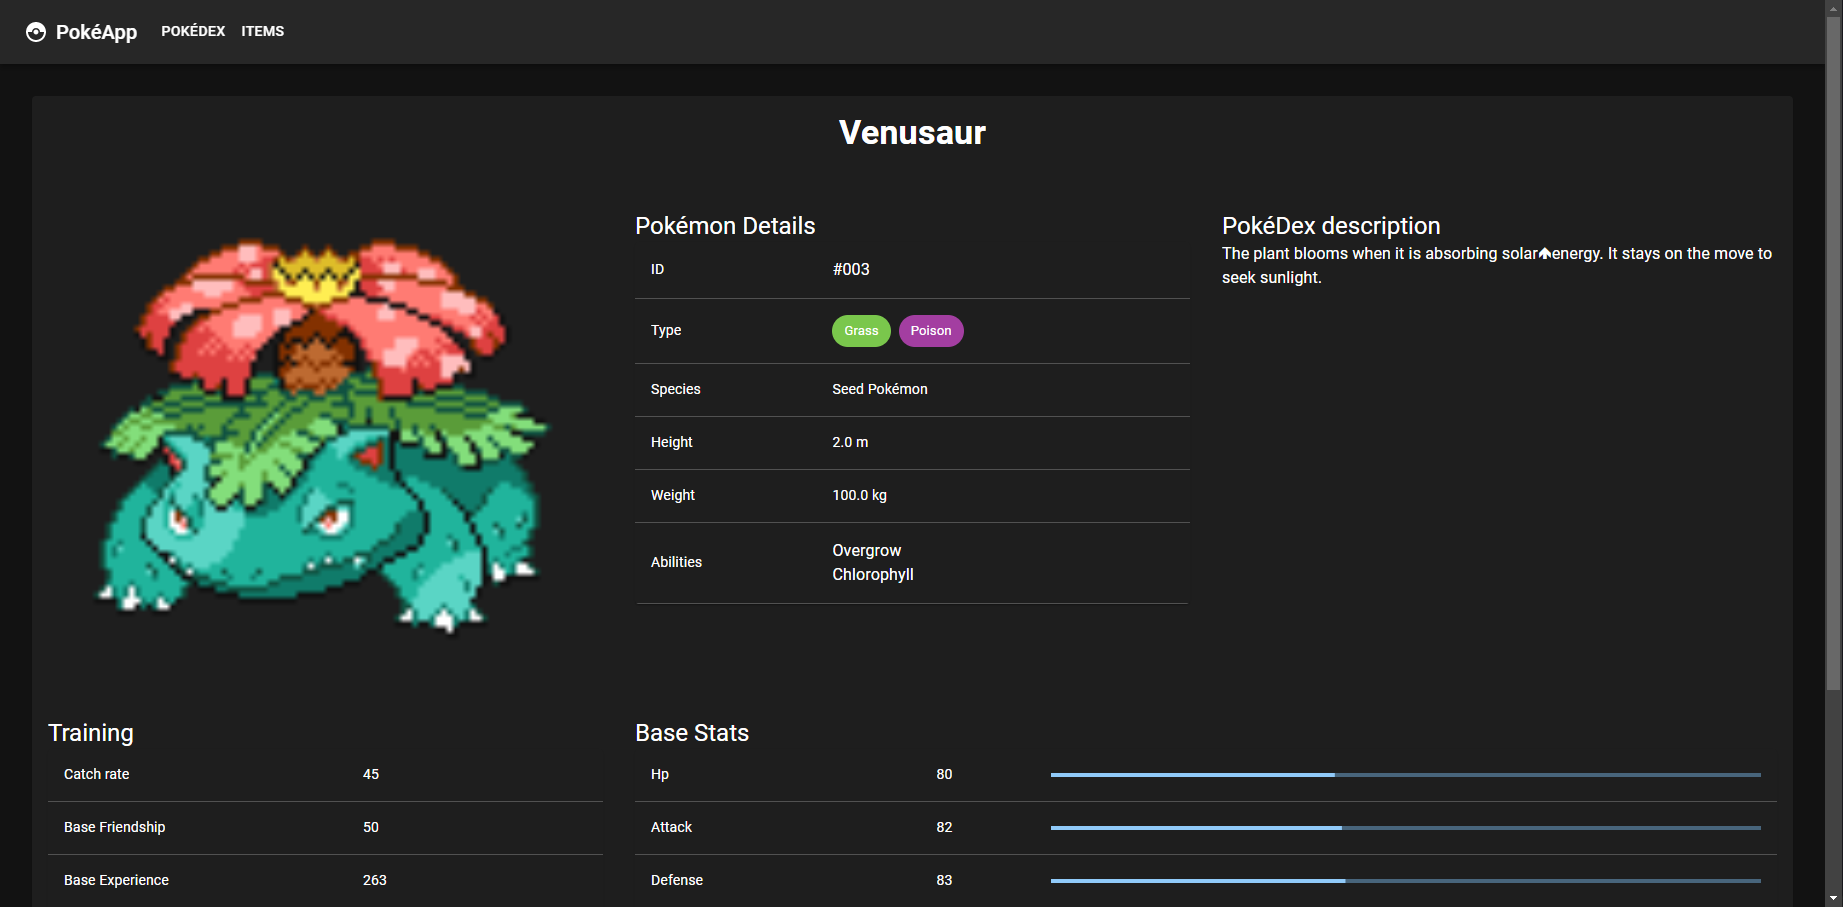 PokéApp
POKÉDEX
ITEMS
Venusaur
Pokémon Details
ID #003
Type Grass Poison
Species Seed Pokémon
Height 2.0 m
Weight 100.0 kg
Abilities Overgrow
Chlorophyll
PokéDex description
The plant blooms when it is absorbing solar🡅energy. It stays on the move to
seek sunlight.
Training
Catch rate 45
Base Friendship 50
Base Experience 263
Base Stats
Hp 80
Attack 82
Defense 83